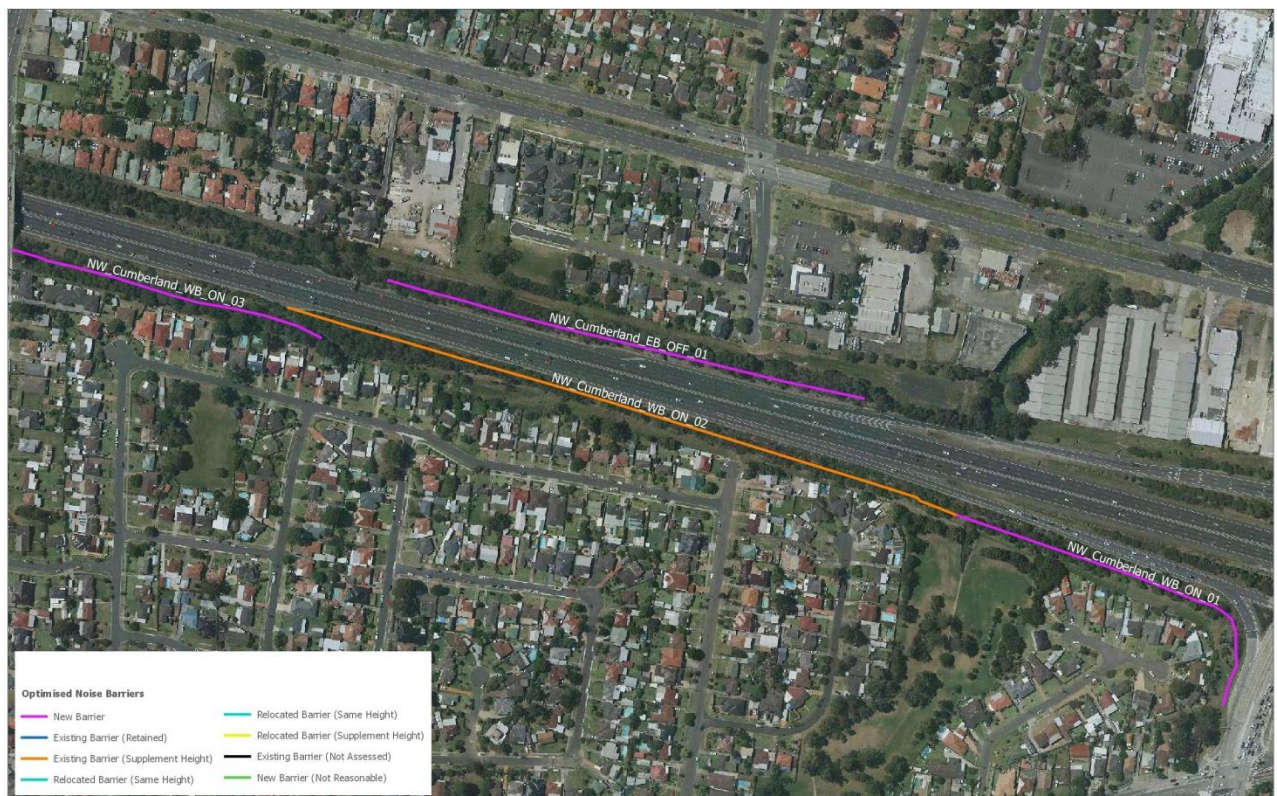 NW_Cumberland_WB_ON_03
NW_Cumberland_EB_OFF_01
NW_Cumberland_WB_ON_02
NW_Cumberland_WB_ON_01
Optimised Noise Barriers
New Barrier
Existing Barrier (Retained)
Existing Barrier (Supplement Height)
Relocated Barrier (Same Height)
Relocated Barrier (Same Height)
Relocated Barrier (Supplement Height)
Existing Barrier (Not Assessed)
New Barrier (Not Reasonable)